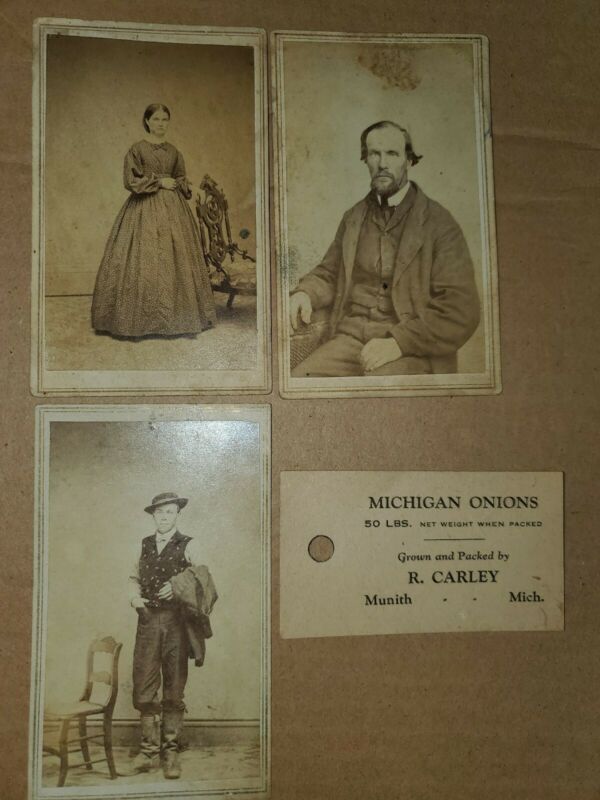 MICHIGAN ONIONS
50 LBS. NET WEIGHT WHEN PACKED
Grown and Packed by
R. CARLEY
Munith - - Mich.